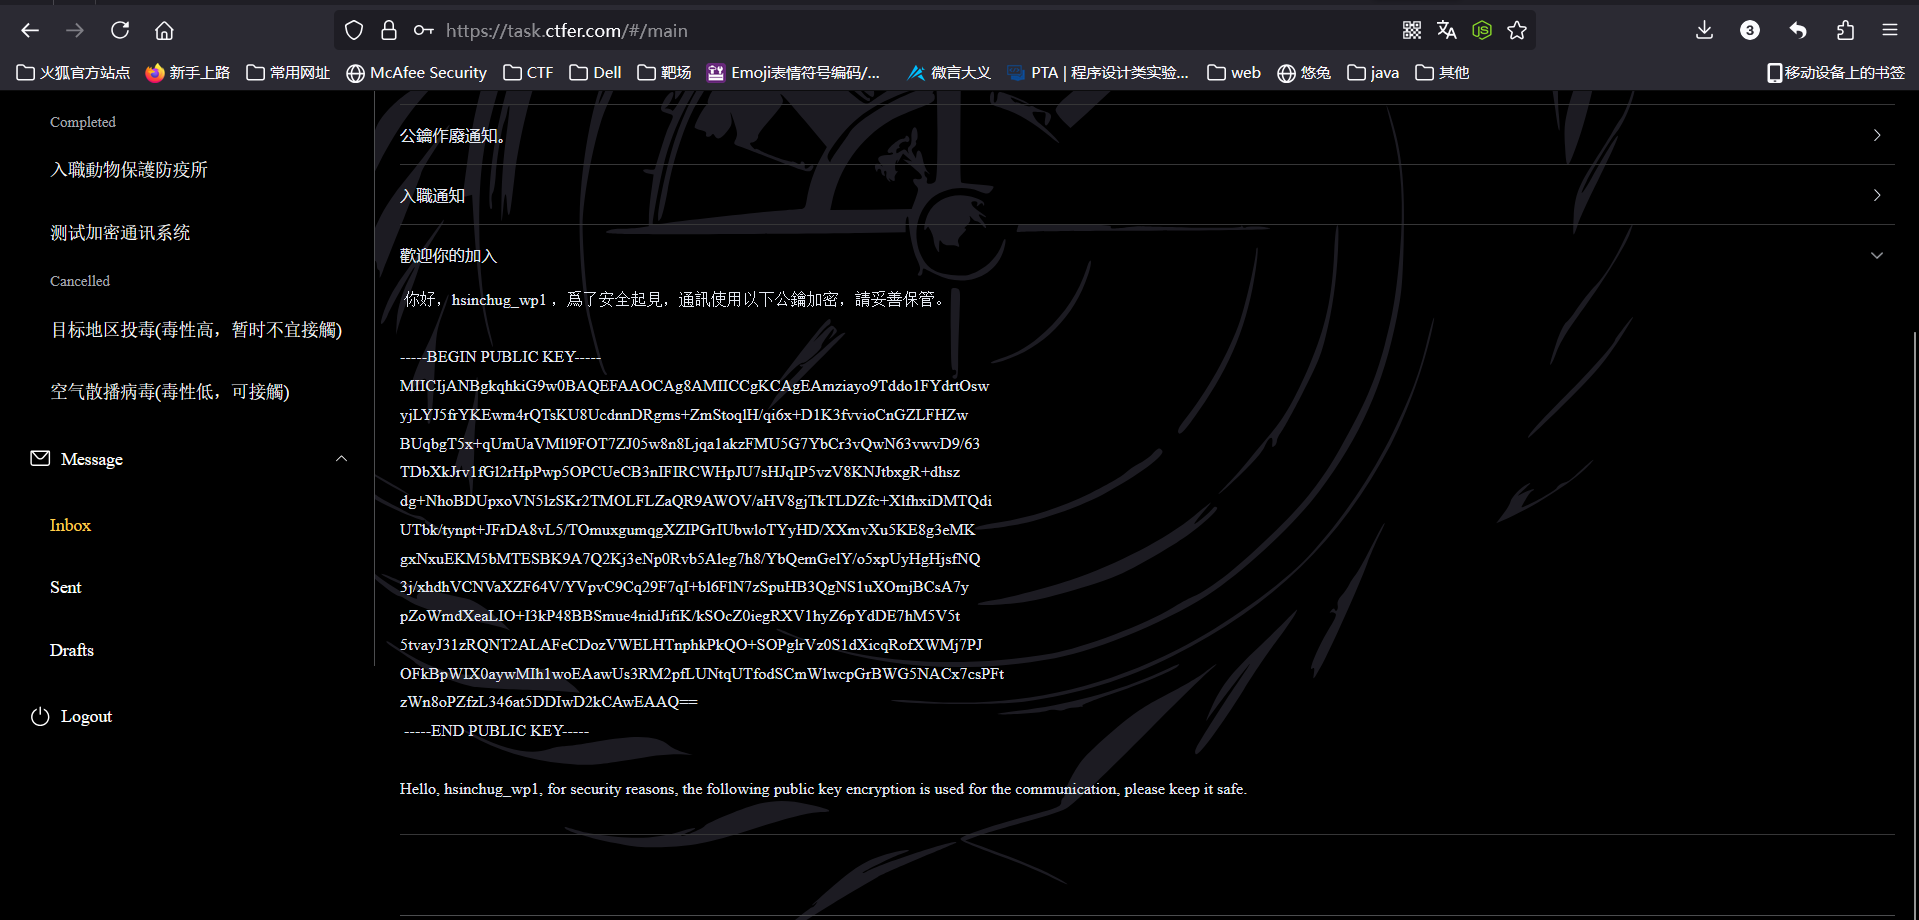 https://task.ctfer.com/#/main
3
火狐官方站点
新手上路
常用网址
McAfee Security
CTF
Dell
靶场
Emoji表情符号编码/...
微言大义
PTA | 程序设计类实验...
web
悠兔
java
其他
移动设备上的书签
Completed
入職動物保護防疫所
测试加密通讯系统
Cancelled
目标地区投毒(毒性高，暂时不宜接觸)
空气散播病毒(毒性低，可接觸)
Message
Inbox
Sent
Drafts
Logout
公鑰作廢通知。
入職通知
歡迎你的加入
你好，hsinchug_wp1 ，爲了安全起見，通訊使用以下公鑰加密，請妥善保管。
-----BEGIN PUBLIC KEY-----
MIICIjANBgkqhkiG9w0BAQEFAAOCAg8AMIICCgKCAgEAmziayo9Tddo1FYdrtOsw
yjLYJ5frYKEwm4rQTsKU8UcdnnDRgms+ZmStoqlH/qi6x+D1K3fvvioCnGZLFHZw
BUqbgT5x+qUmUaVMll9FOT7ZJ05w8n8Ljqa1akzFMU5G7YbCr3vQwN63vwvD9/63
TDbXkJrv1fGl2rHpPwp5OPCUeCB3nIFIRCWHpJU7sHJqIP5vzV8KNJtbxgR+dhsz
dg+NhoBDUpxoVN5lzSKr2TMOLFLZaQR9AWOV/aHV8gjTkTLDZfc+XlfhxiDMTQdi
UTbk/tynpt+JFrDA8vL5/TOmuxgumqgXZIPGrIUbwloTYyHD/XXmvXu5KE8g3eMK
gxNxuEKM5bMTESBK9A7Q2Kj3eNp0Rvb5Aleg7h8/YbQemGelY/o5xpUyHgHjsfNQ
3j/xhdhVCNVaXZF64V/YVpvC9Cq29F7qI+bl6FlN7zSpuHB3QgNS1uXOmjBCsA7y
pZoWmdXeaLIO+I3kP48BBSmue4nidJifiK/kSOcZ0iegRXV1hyZ6pYdDE7hM5V5t
5tvayJ31zRQNT2ALAFeCDozVWELHTnphkPkQO+SOPglrVz0S1dXicqRofXWMj7PJ
OFkBpWIX0aywMIh1woEAawUs3RM2pfLUNtqUTfodSCmWlwcpGrBWG5NACx7csPFt
zWn8oPZfzL346at5DDIwD2kCAwEAAQ==
-----END PUBLIC KEY-----
Hello, hsinchug_wp1, for security reasons, the following public key encryption is used for the communication, please keep it safe.